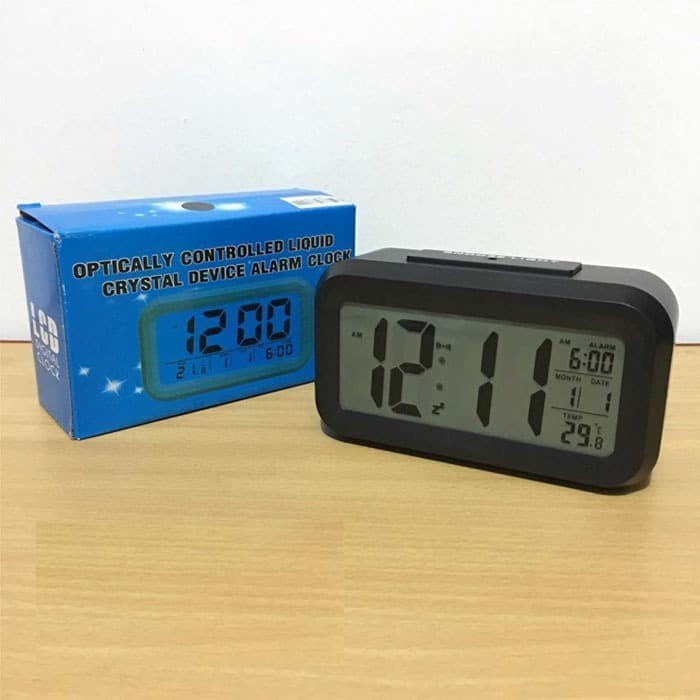 OPTICALLY CONTROLLED LIQUID
CRYSTAL DEVICE ALARM CLOCK
LCD
DIGITAL
CLOCK
12:00
6:00
AM
12:11
AM ALARM
6:00
MONTH DATE
1 1
TEMP
29.8 °C